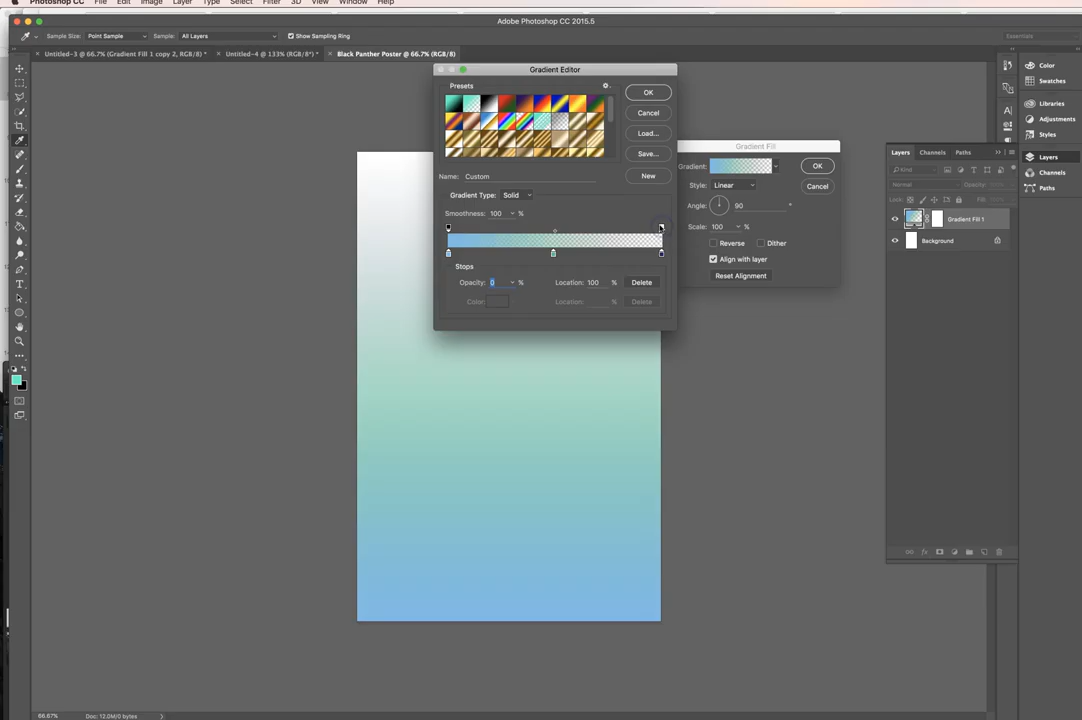 Photoshop CC File Edit Image Layer Type Select Filter 3D View Window Help
Adobe Photoshop CC 2015.5
Sample Size: Point Sample Sample: All Layers Show Sampling Ring Essentials
Untitled-3 @ 66.7% (Gradient Fill 1 copy 2, RGB/8) * Untitled-4 @ 133% (RGB/8*) * Black Panther Poster @ 66.7% (RGB/8)
Gradient Editor
Presets
OK
Cancel
Load...
Save...
Name: Custom New
Gradient Type: Solid
Smoothness: 100 %
Stops
Opacity: 0 % Location: 100 % Delete
Color: Location: % Delete
Gradient Fill
Gradient: OK
Style: Linear Cancel
Angle: 90 °
Scale: 100 %
Reverse Dither
Align with layer
Reset Alignment
Layers Channels Paths
Kind
Normal Opacity:
Lock: Fill:
Gradient Fill 1
Background
Color
Swatches
Libraries
Adjustments
Styles
Layers
Channels
Paths
66.67% Doc: 12.0M/0 bytes